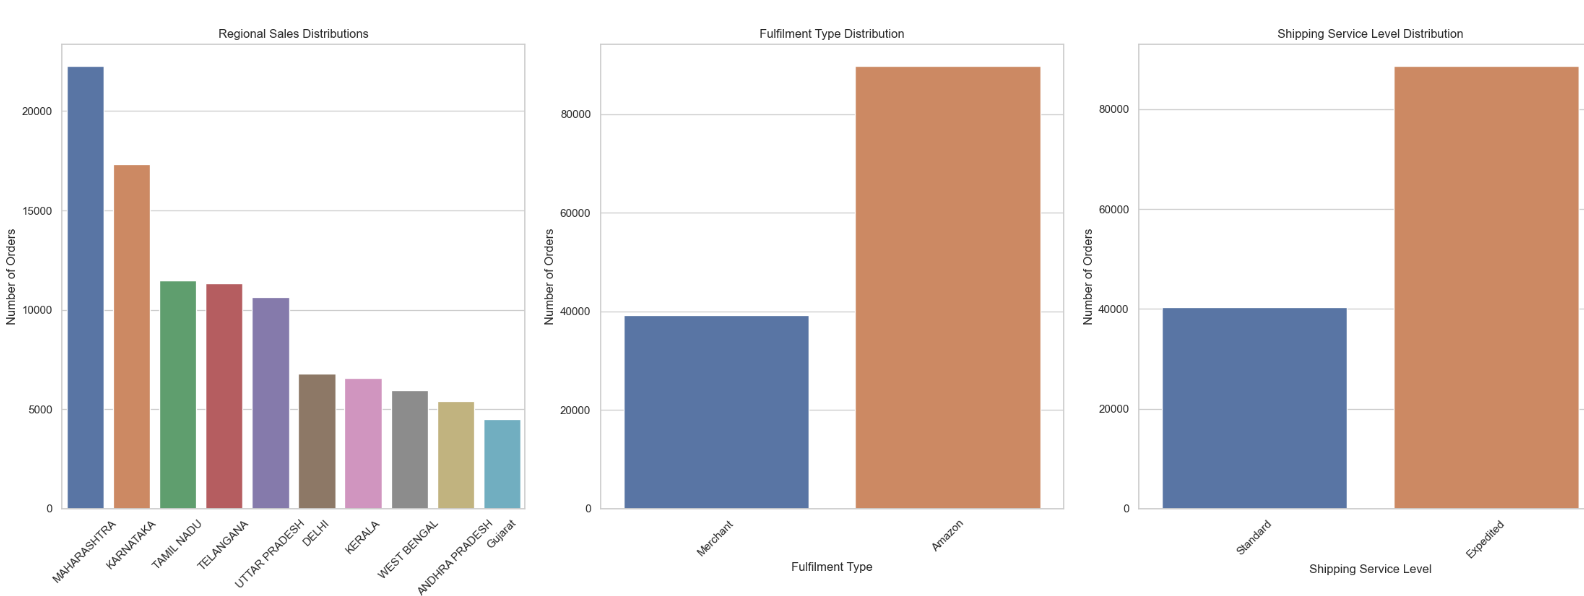 Regional Sales Distributions
Number of Orders
20000
15000
10000
5000
0
MAHARASHTRA
KARNATAKA
TAMIL NADU
TELANGANA
UTTAR PRADESH
DELHI
KERALA
WEST BENGAL
ANDHRA PRADESH
Gujarat
Fulfilment Type Distribution
Number of Orders
80000
60000
40000
20000
0
Merchant
Amazon
Fulfilment Type
Shipping Service Level Distribution
Number of Orders
80000
60000
40000
20000
0
Standard
Expedited
Shipping Service Level